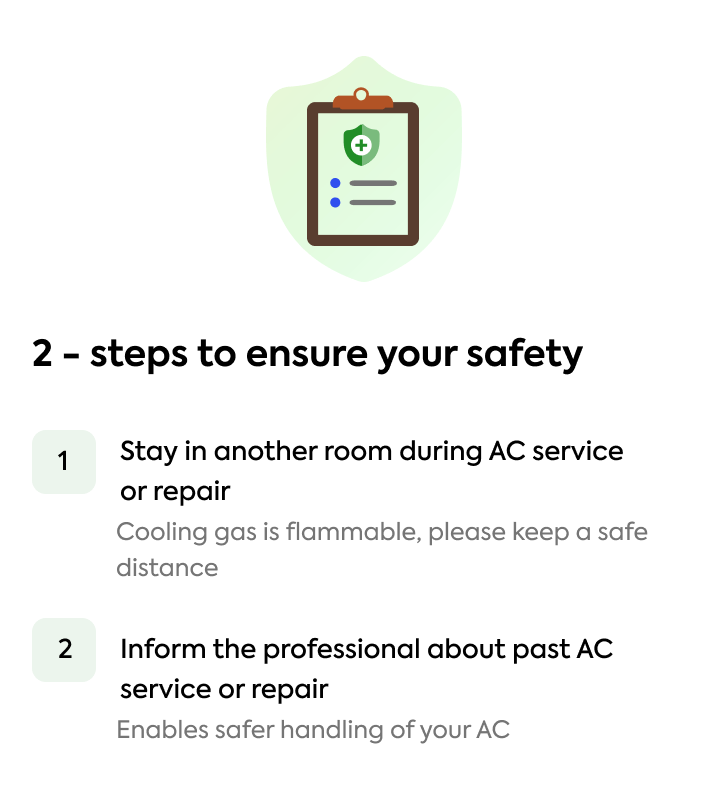 2 - steps to ensure your safety
1
Stay in another room during AC service
or repair
Cooling gas is flammable, please keep a safe
distance
2
Inform the professional about past AC
service or repair
Enables safer handling of your AC